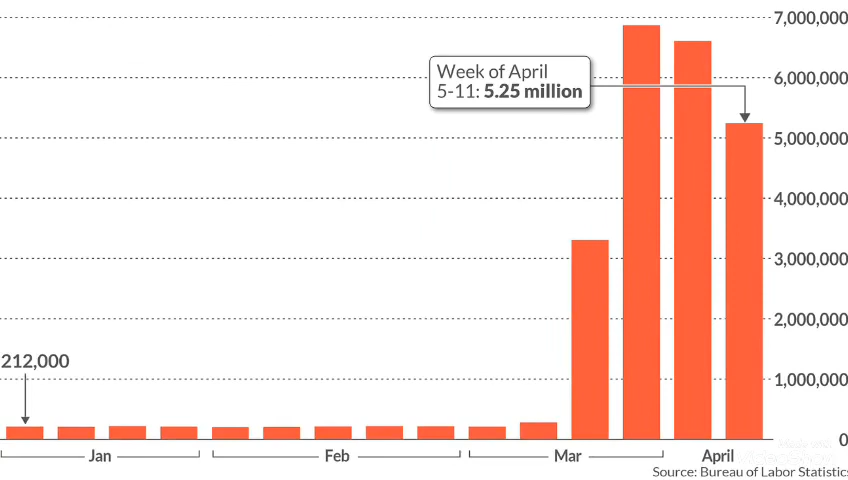 7,000,000
Week of April
5-11: 5.25 million
6,000,000
5,000,000
4,000,000
3,000,000
2,000,000
212,000
1,000,000
0
Jan Feb Mar April
Source: Bureau of Labor Statistics